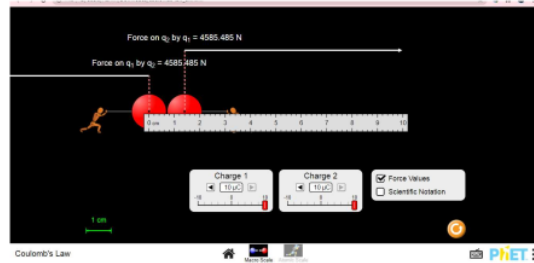 Force on q₂ by q₁ = 4585.485 N
Force on q₁ by q₂ = 4585.485 N
0 cm 1 2 3 4 5 6 7 8 9 10
Charge 1
10 μC
-10 0 10
Charge 2
10 μC
-10 0 10
Force Values
Scientific Notation
1 cm
Coulomb's Law
Macro Scale
Atomic Scale
PhET